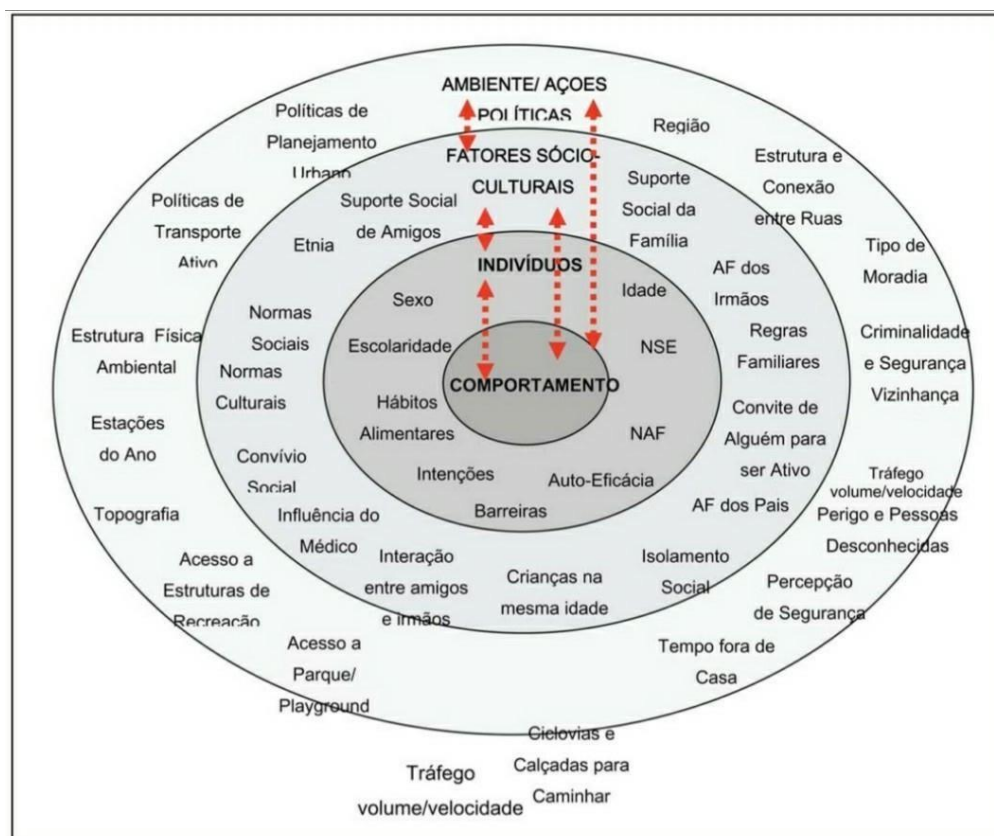 AMBIENTE/ AÇOES
POLÍTICAS
Políticas de
Planejamento
Urbano
Região
Estrutura e
Conexão
entre Ruas
Políticas de
Transporte
Ativo
Tipo de
Moradia
Estrutura Física
Ambiental
Criminalidade
e Segurança
Vizinhança
Estações
do Ano
Tráfego
volume/velocidade
Perigo e Pessoas
Desconhecidas
Topografia
Acesso a
Estruturas de
Recreação
Percepção
de Segurança
Acesso a
Parque/
Playground
Tempo fora de
Casa
Ciclovias e
Calçadas para
Caminhar
Tráfego
volume/velocidade
FATORES SÓCIO-
CULTURAIS
Suporte Social
de Amigos
Suporte
Social da
Família
Etnia
AF dos
Irmãos
Normas
Sociais
Regras
Familiares
Normas
Culturais
Convite de
Alguém para
ser Ativo
Convívio
Social
AF dos Pais
Influência do
Médico
Interação
entre amigos
e irmãos
Crianças na
mesma idade
Isolamento
Social
INDIVÍDUOS
Sexo
Idade
Escolaridade
NSE
Hábitos
Alimentares
NAF
Intenções
Auto-Eficácia
Barreiras
COMPORTAMENTO